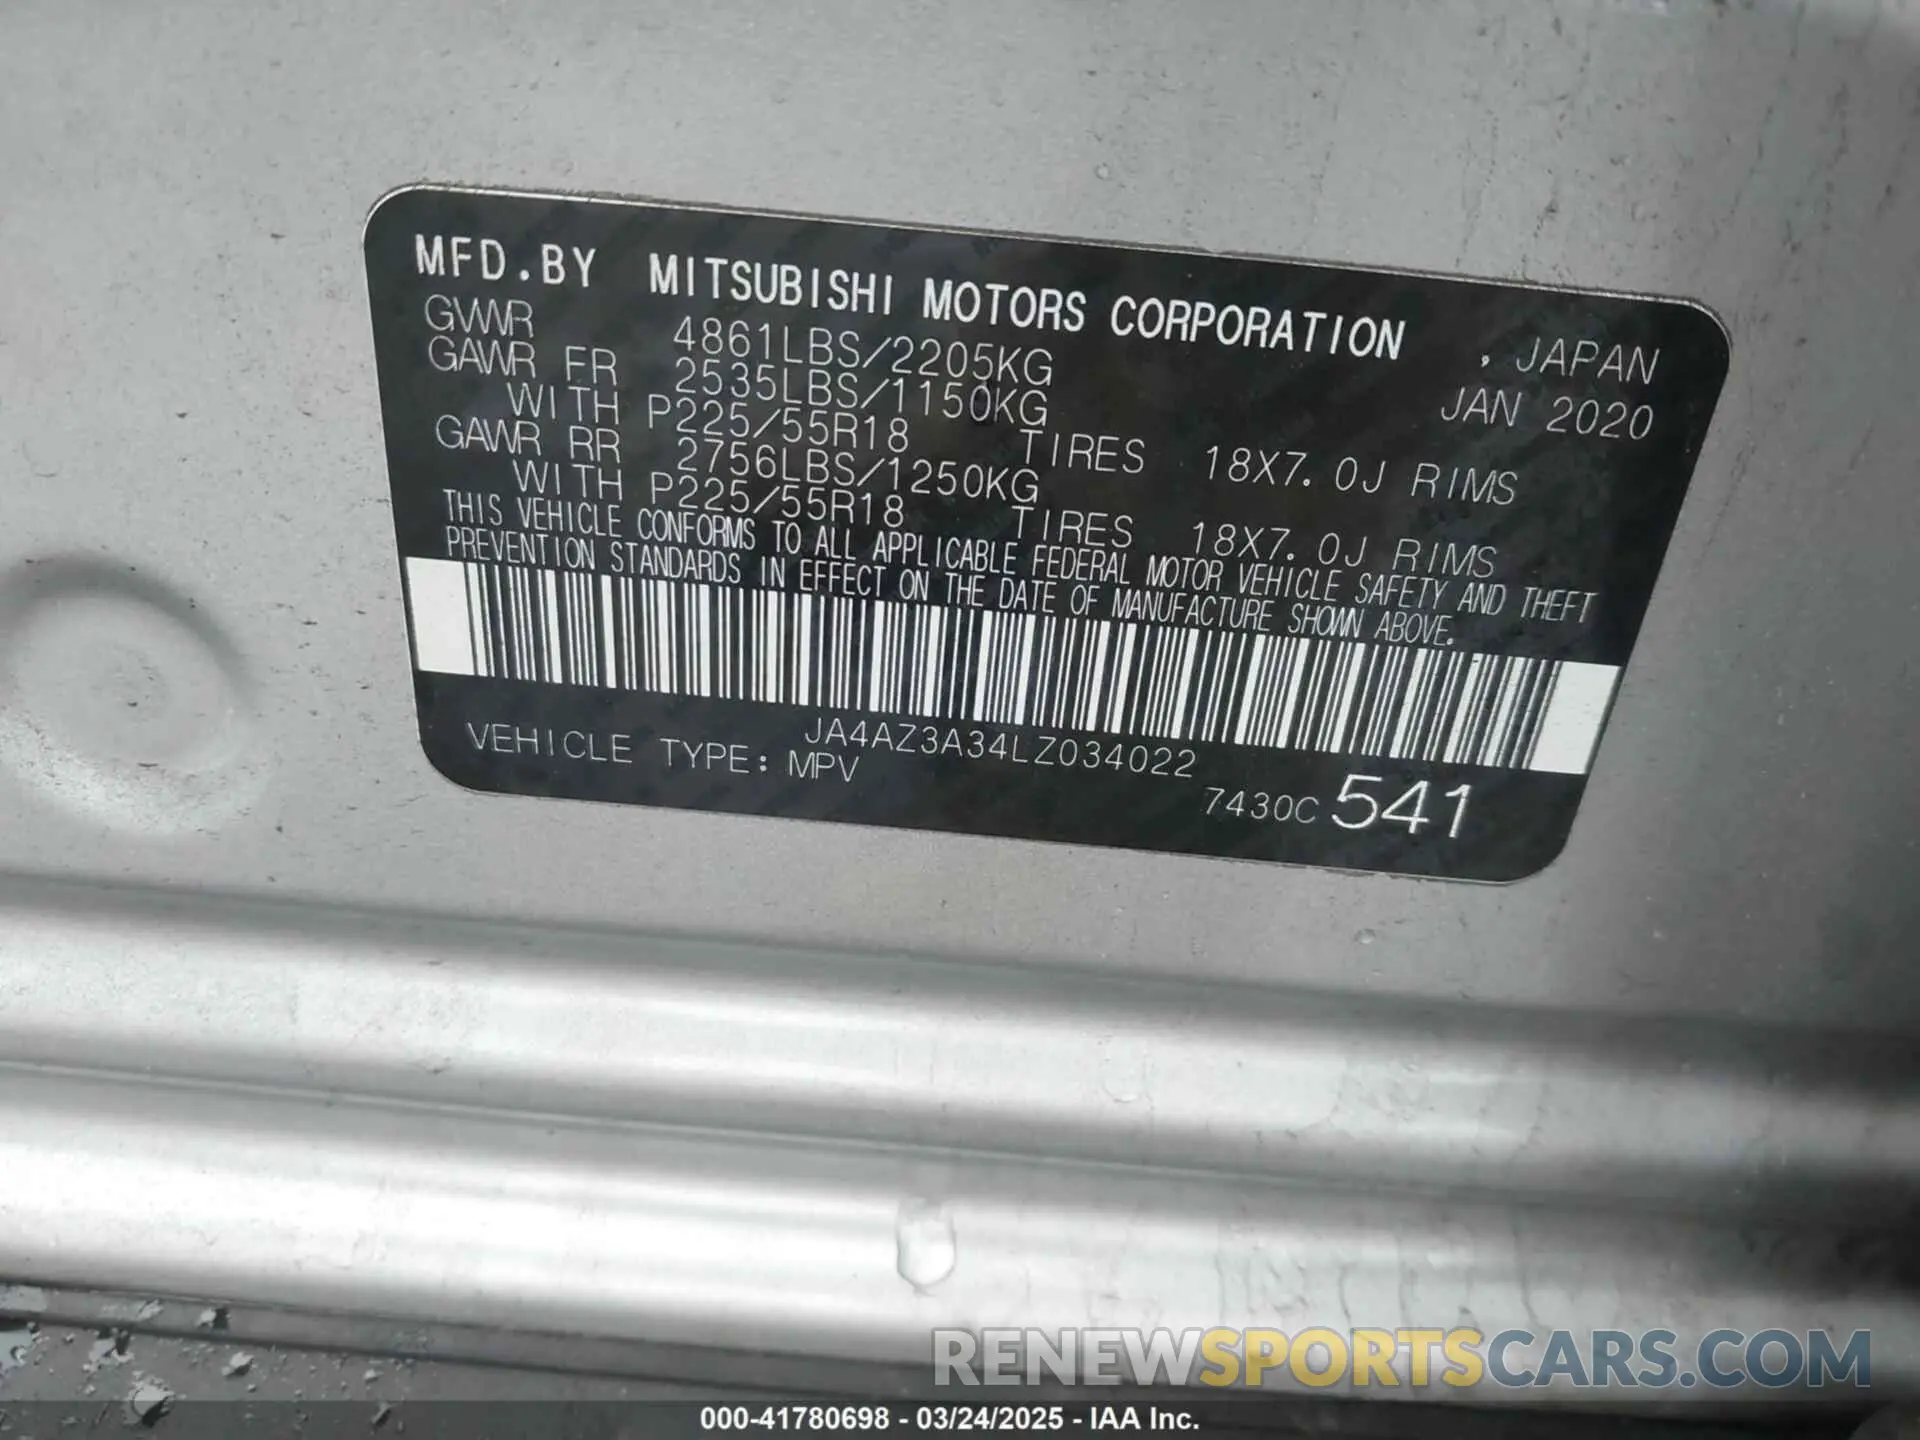 MFD.BY MITSUBISHI MOTORS CORPORATION , JAPAN
GVWR 4861LBS/2205KG JAN 2020
GAWR FR 2535LBS/1150KG
WITH P225/55R18 TIRES 18X7.0J RIMS
GAWR RR 2756LBS/1250KG
WITH P225/55R18 TIRES 18X7.0J RIMS
THIS VEHICLE CONFORMS TO ALL APPLICABLE FEDERAL MOTOR VEHICLE SAFETY AND THEFT
PREVENTION STANDARDS IN EFFECT ON THE DATE OF MANUFACTURE SHOWN ABOVE.
JA4AZ3A34LZ034022
VEHICLE TYPE: MPV
7430C 541
RENEWSPORTSCARS.COM
000-41780698 - 03/24/2025 - IAA Inc.